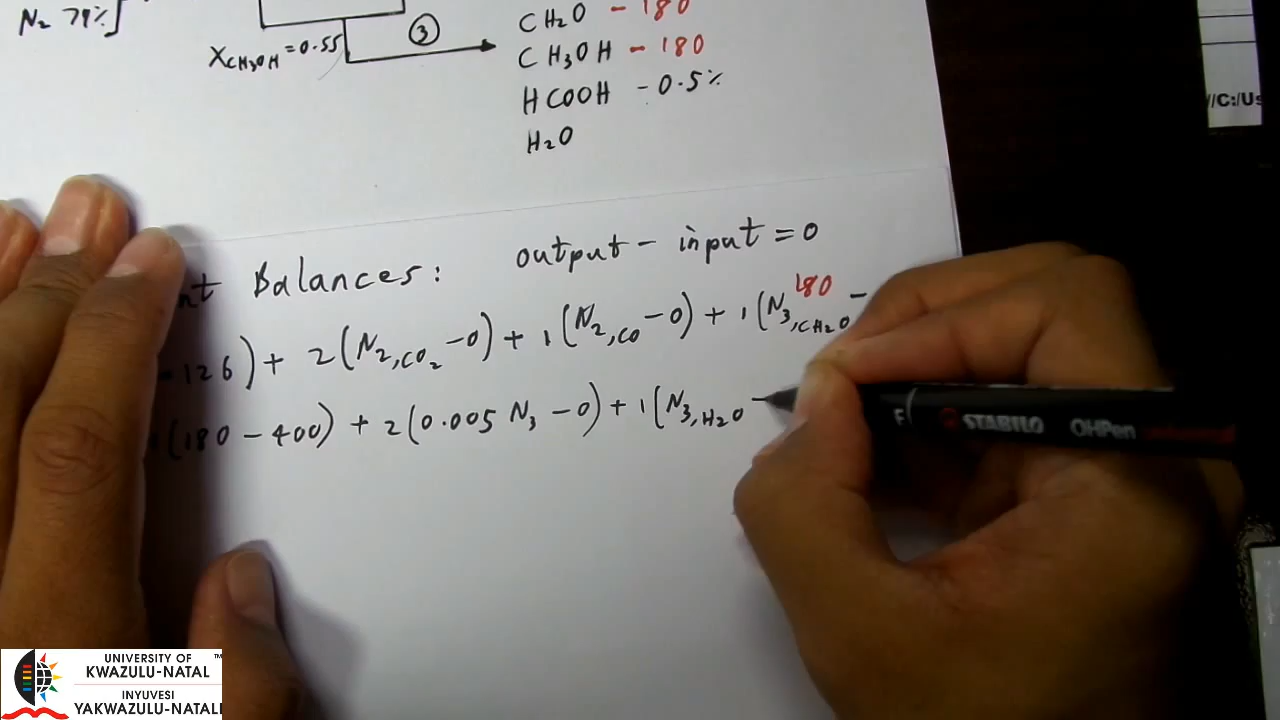 N₂ 79%
X_CH₃OH = 0.55
③
CH₂O - 180
CH₃OH - 180
HCOOH - 0.5%
H₂O
//C:/Us
Balances: output - input = 0
- 126) + 2(N₂,CO₂ - 0) + 1(N₂,CO - 0) + 1(N₃,CH₂O 180 -
(180 - 400) + 2(0.005 N₃ - 0) + 1(N₃,H₂O -
F STABILO OHPen
UNIVERSITY OF ™
KWAZULU-NATAL
INYUVESI
YAKWAZULU-NATALI